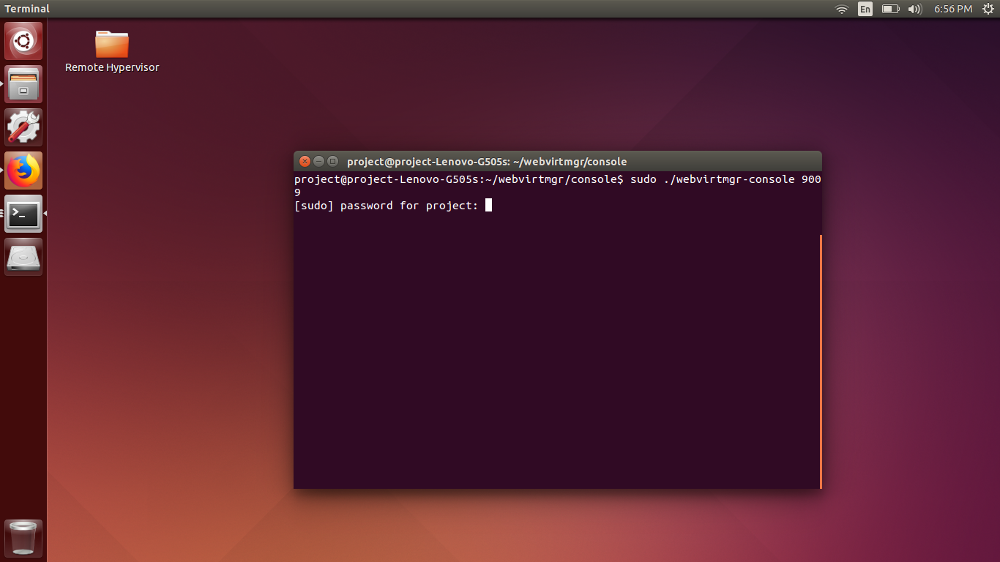 Terminal
En
6:56 PM
Remote Hypervisor
project@project-Lenovo-G505s: ~/webvirtmgr/console
project@project-Lenovo-G505s:~/webvirtmgr/console$ sudo ./webvirtmgr-console 900
9
[sudo] password for project: